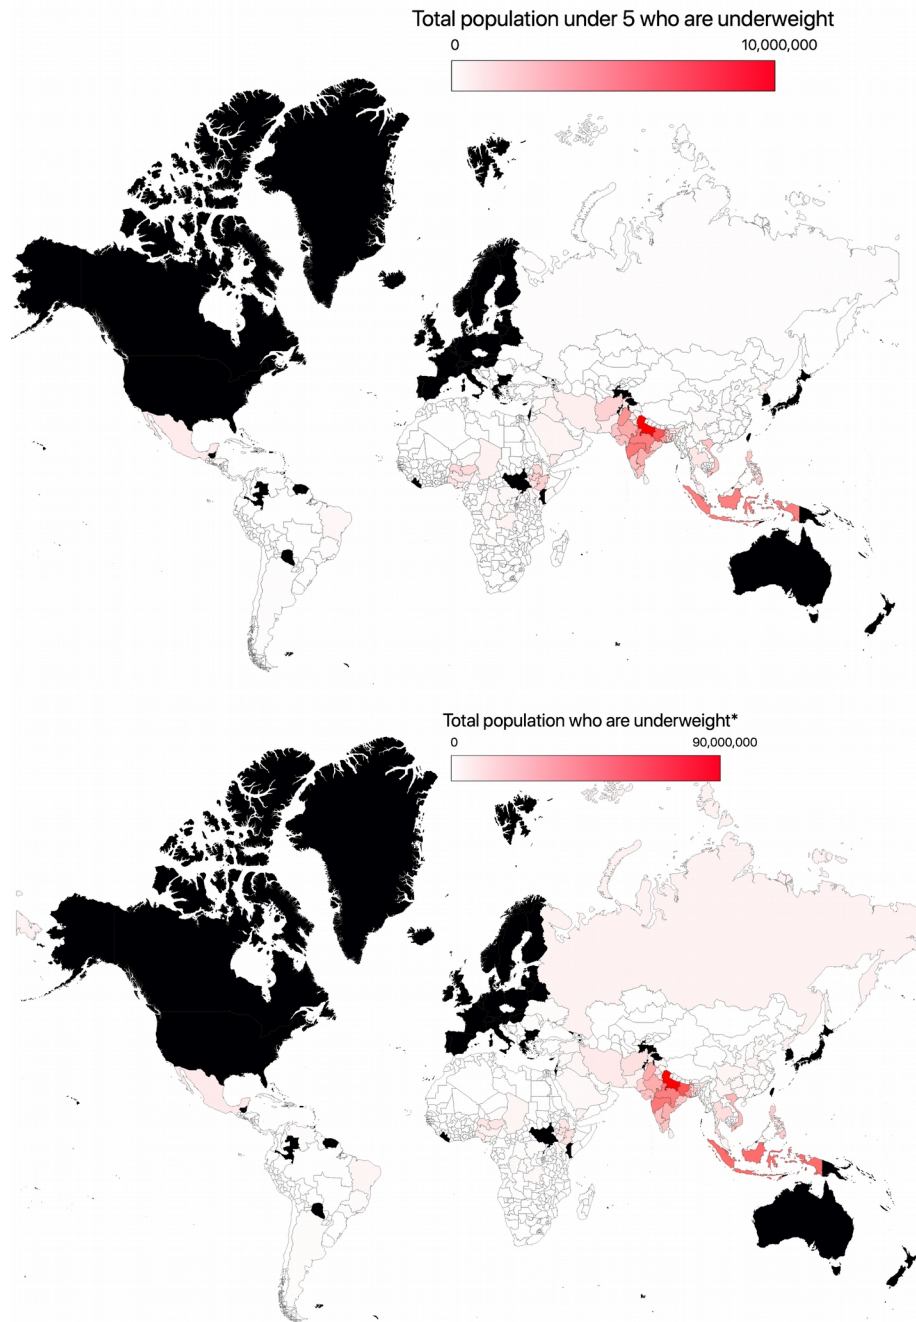 Total population under 5 who are underweight
0 10,000,000
Total population who are underweight*
0 90,000,000